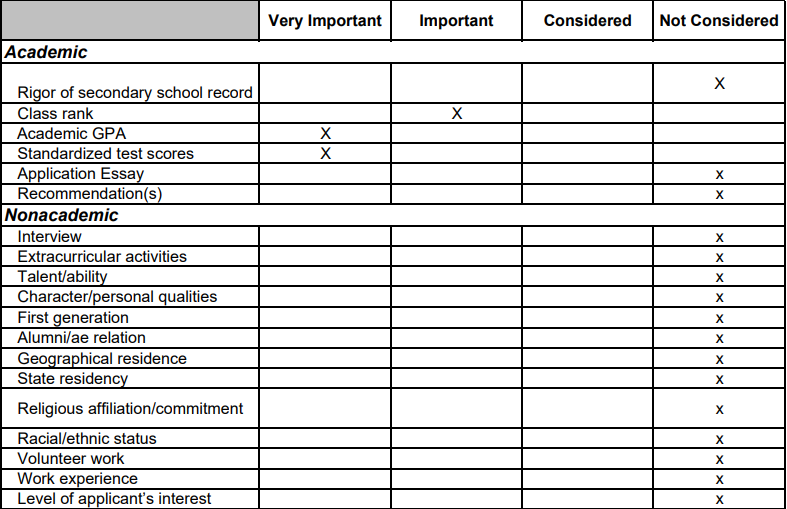 Very Important Important Considered Not Considered
Academic
Rigor of secondary school record X
Class rank X
Academic GPA X
Standardized test scores X
Application Essay x
Recommendation(s) x
Nonacademic
Interview x
Extracurricular activities x
Talent/ability x
Character/personal qualities x
First generation x
Alumni/ae relation x
Geographical residence x
State residency x
Religious affiliation/commitment x
Racial/ethnic status x
Volunteer work x
Work experience x
Level of applicant's interest x